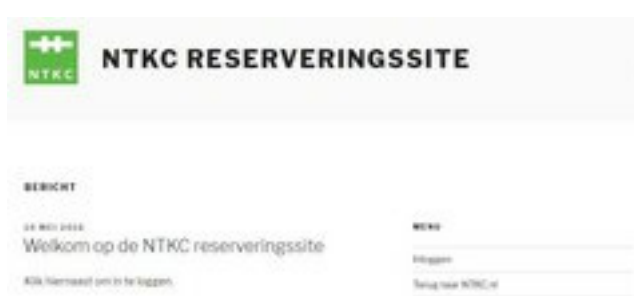 NTKC
NTKC RESERVERINGSSITE
BERICHT
MEI
Welkom op de NTKC reserveringssite
MENU
Klik hiernaast om in te loggen.
Inloggen
Terug naar NTKC.nl